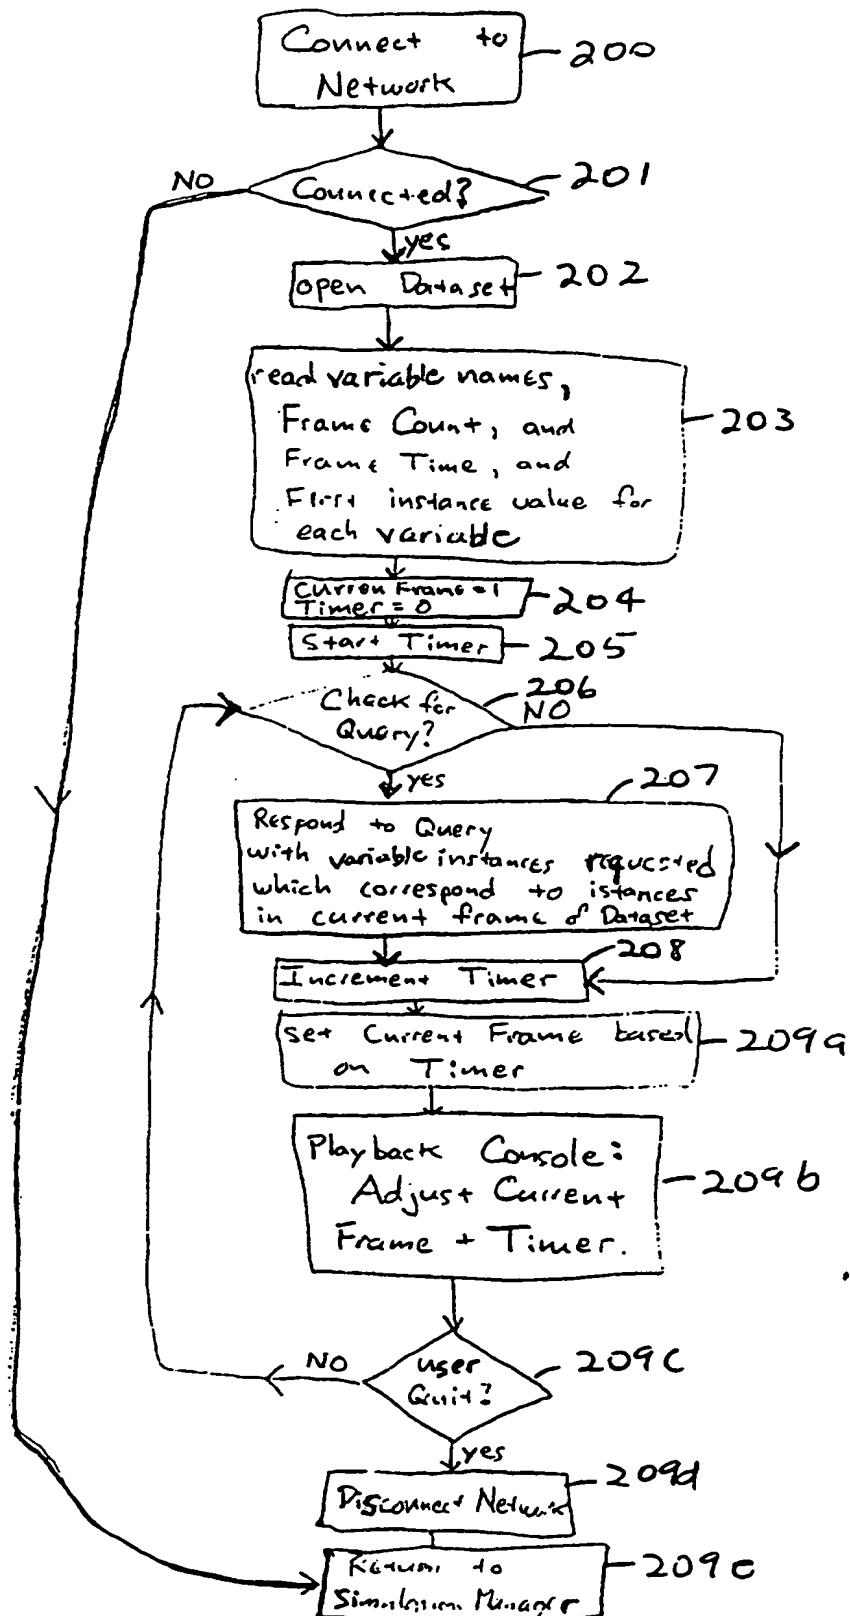 Connect to
Network
200
Connected?
201
NO
yes
open Dataset
202
read variable names,
Frame Count, and
Frame Time, and
First instance value for
each variable
203
Curren Frame = 1
Timer = 0
204
Start Timer
205
Check for
Query?
206
NO
yes
207
Respond to Query
with variable instances requested
which correspond to istances
in current frame of Dataset
208
Increment Timer
set Current Frame based
on Timer
209a
Playback Console:
Adjust Current
Frame + Timer.
209b
user
Quit?
209c
NO
yes
Disconnect Network
209d
Return to
Simulation Manager
209e